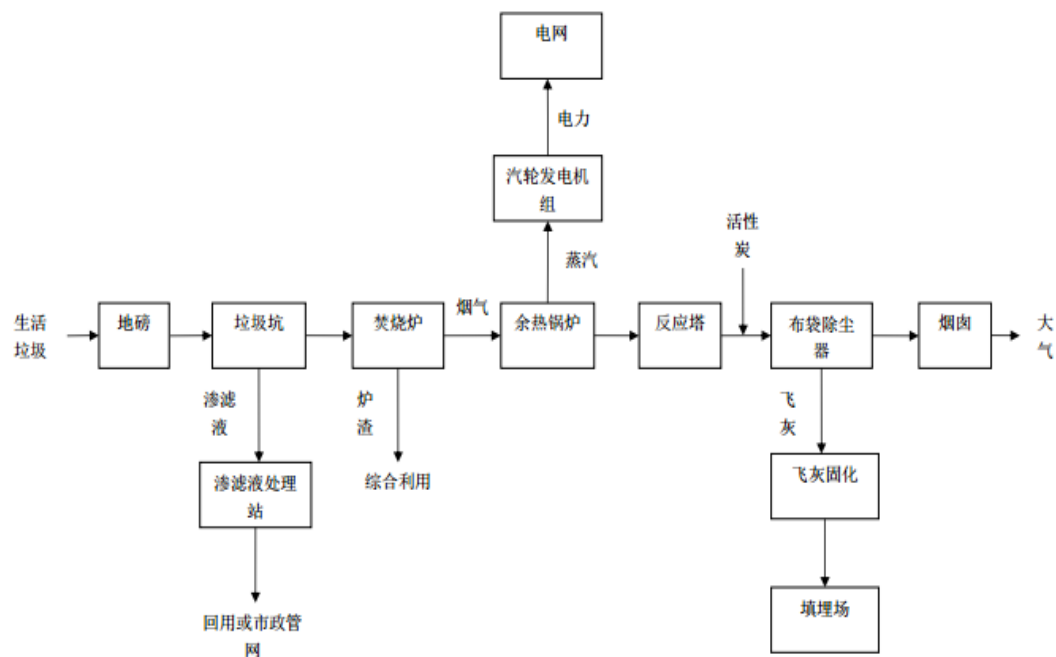 电网
电力
汽轮发电机
组
活性
炭
蒸汽
烟气
生活
垃圾
地磅
垃圾坑
焚烧炉
余热锅炉
反应塔
布袋除尘
器
烟囱
大
气
渗滤
液
炉
渣
飞
灰
渗滤液处理
站
综合利用
飞灰固化
回用或市政管
网
填埋场